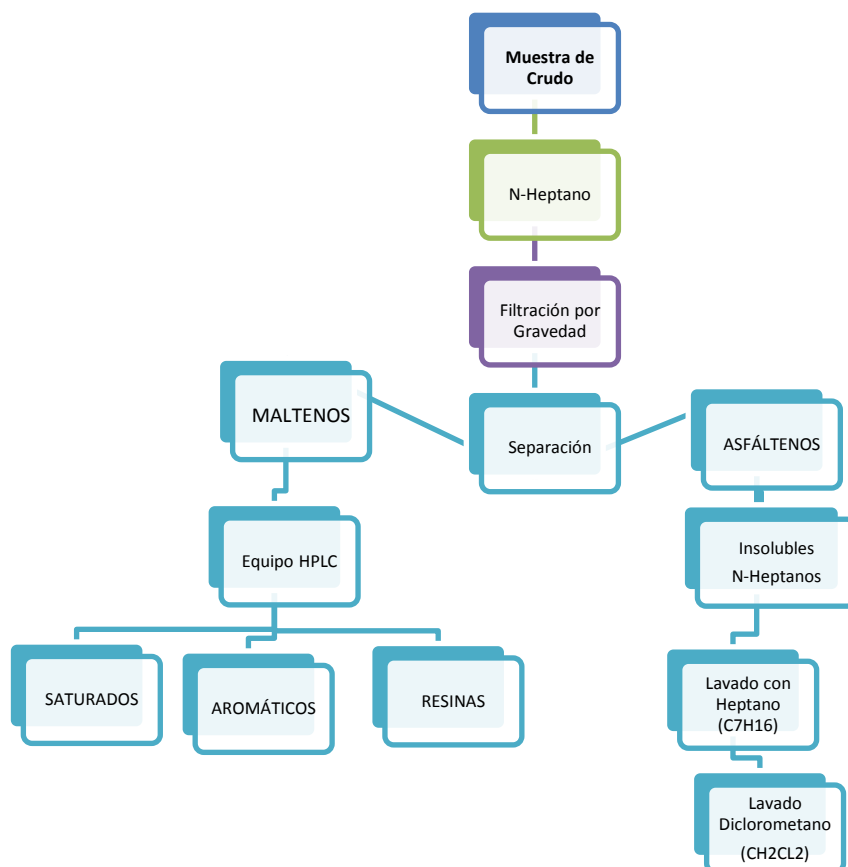 Muestra de
Crudo
N-Heptano
Filtración por
Gravedad
Separación
MALTENOS
Equipo HPLC
SATURADOS
AROMÁTICOS
RESINAS
ASFÁLTENOS
Insolubles
N-Heptanos
Lavado con
Heptano
(C7H16)
Lavado
Diclorometano
(CH2CL2)